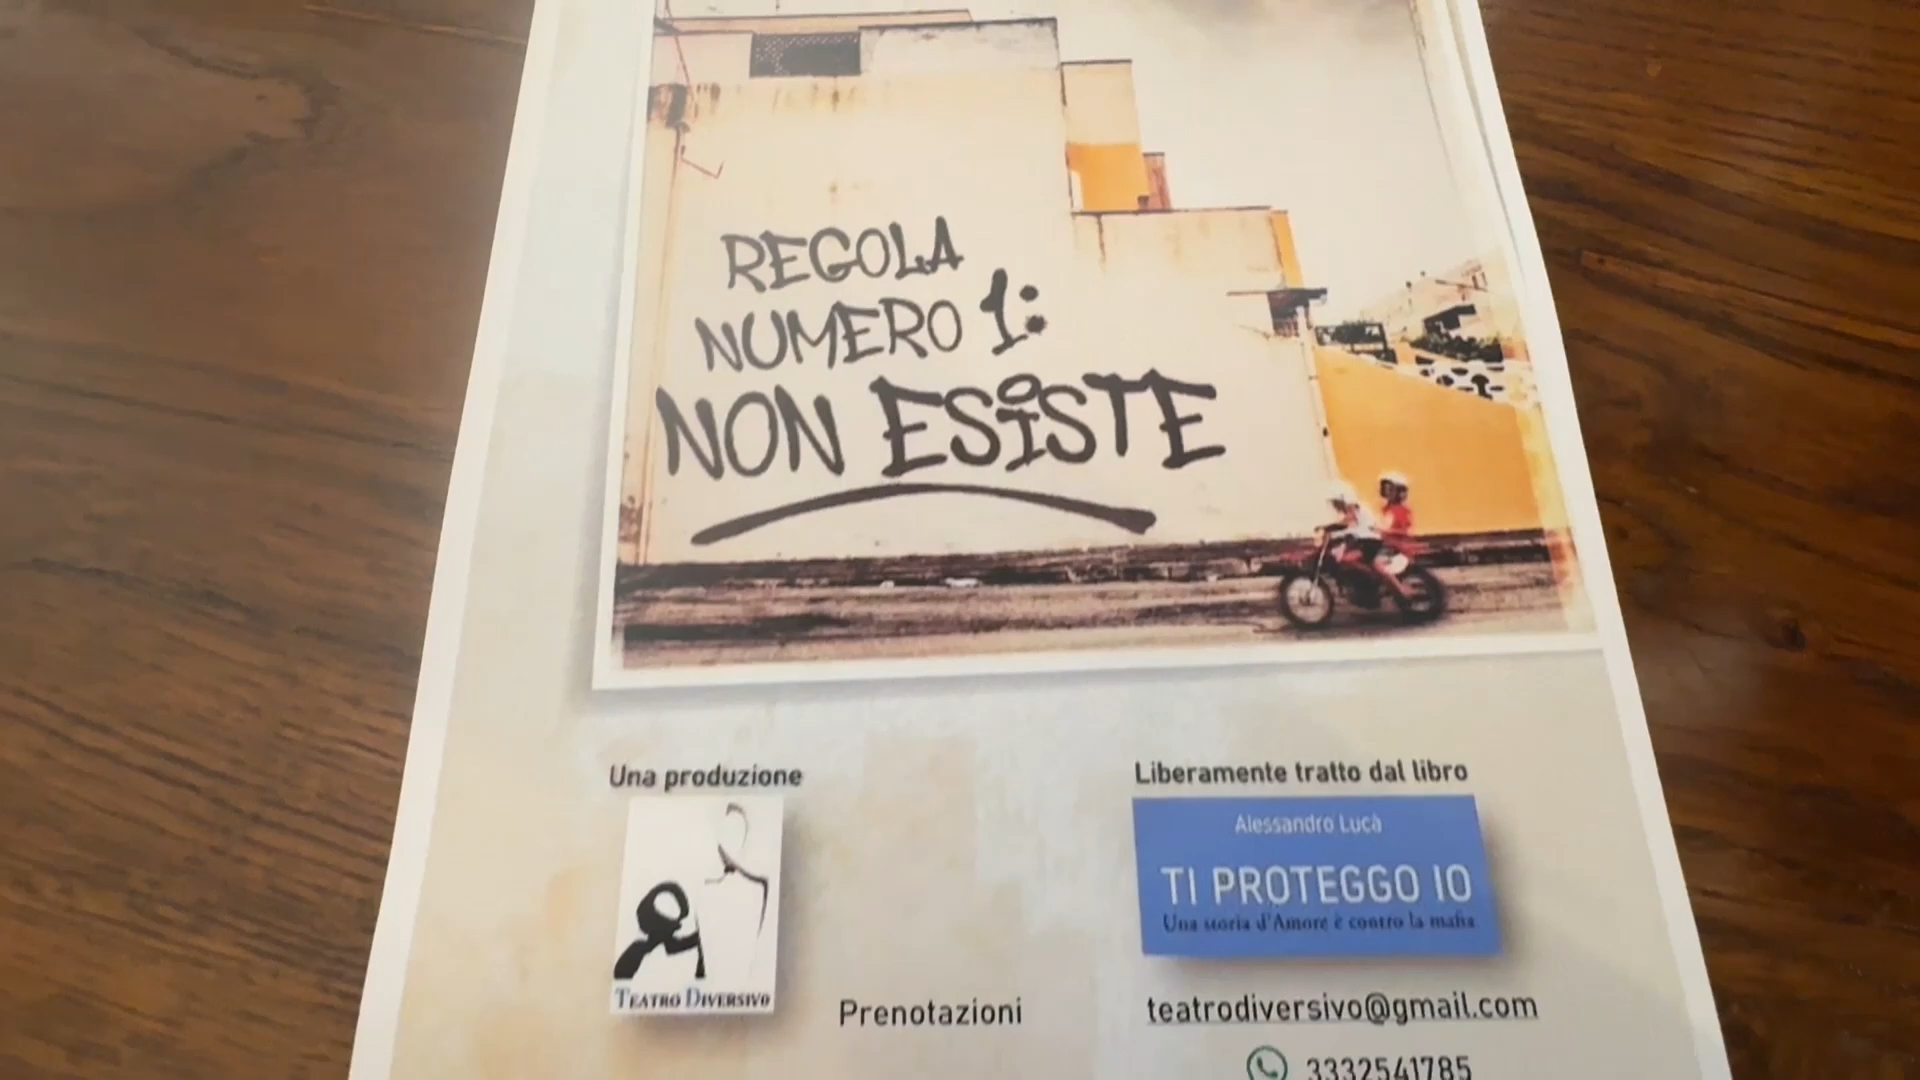 REGOLA
NUMERO 1:
NON ESISTE
Una produzione
TEATRO DIVERSIVO
Liberamente tratto dal libro
Alessandro Lucà
TI PROTEGGO IO
Una storia d'Amore è contro la mafia
Prenotazioni
teatrodiversivo@gmail.com
3332541785